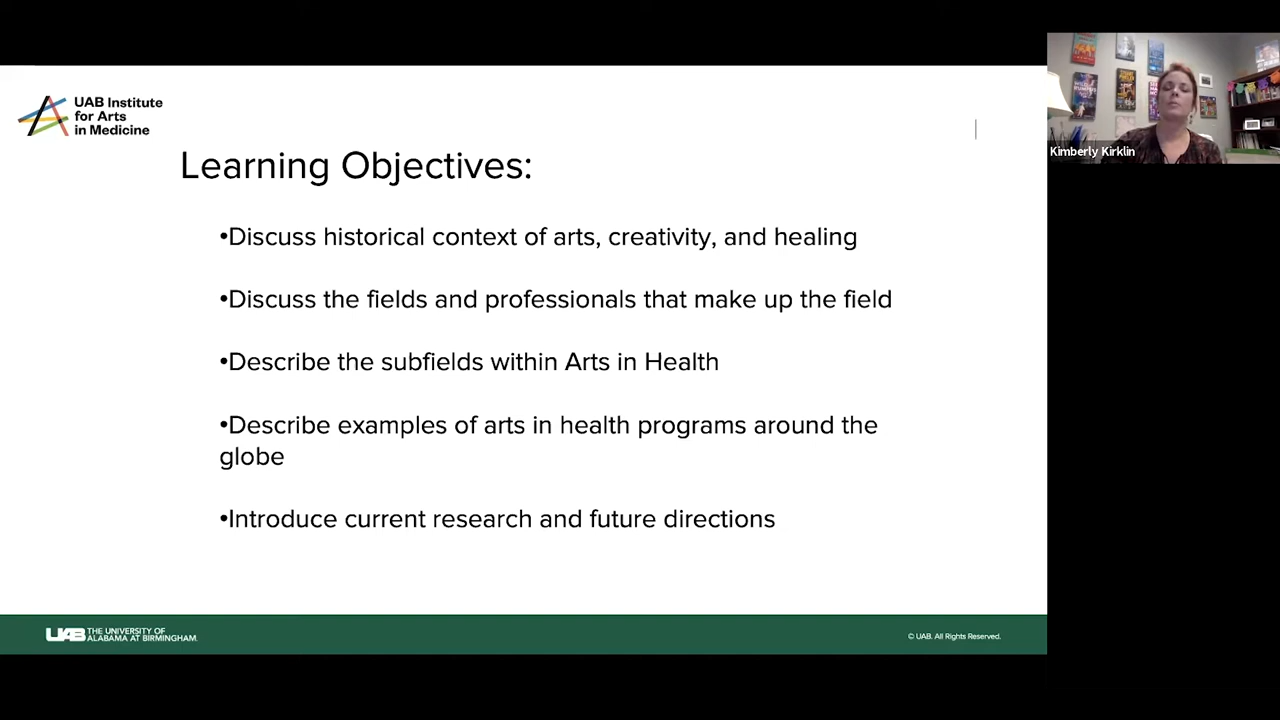 UAB Institute
for Arts
in Medicine
Learning Objectives:
•Discuss historical context of arts, creativity, and healing
•Discuss the fields and professionals that make up the field
•Describe the subfields within Arts in Health
•Describe examples of arts in health programs around the
globe
•Introduce current research and future directions
UAB THE UNIVERSITY OF
ALABAMA AT BIRMINGHAM.
© UAB. All Rights Reserved.
Kimberly Kirklin